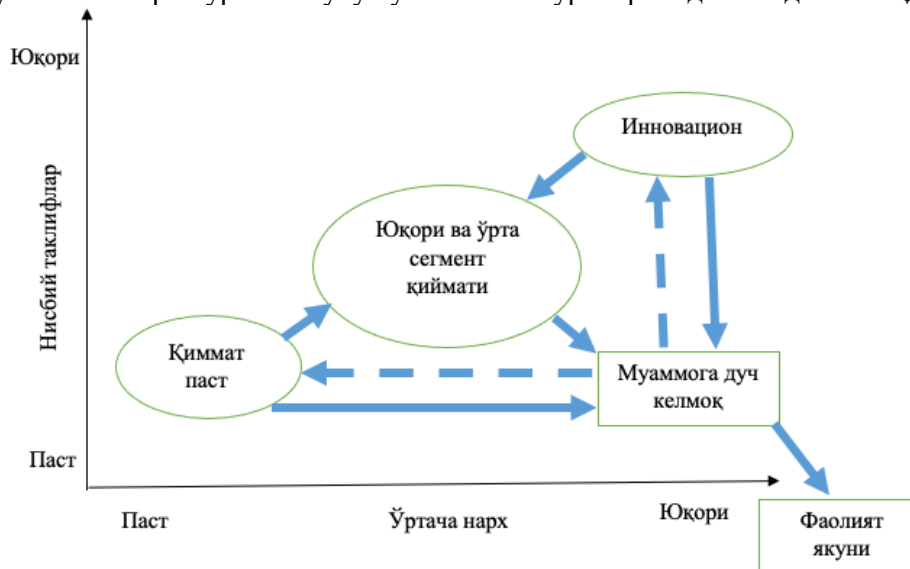 Юқори
Инновацион
Юқори ва ўрта
сегмент
қиймати
Нисбий таклифлар
Қиммат
паст
Муаммога дуч
келмоқ
Паст
Паст
Ўртача нарх
Юқори
Фаолият
якуни